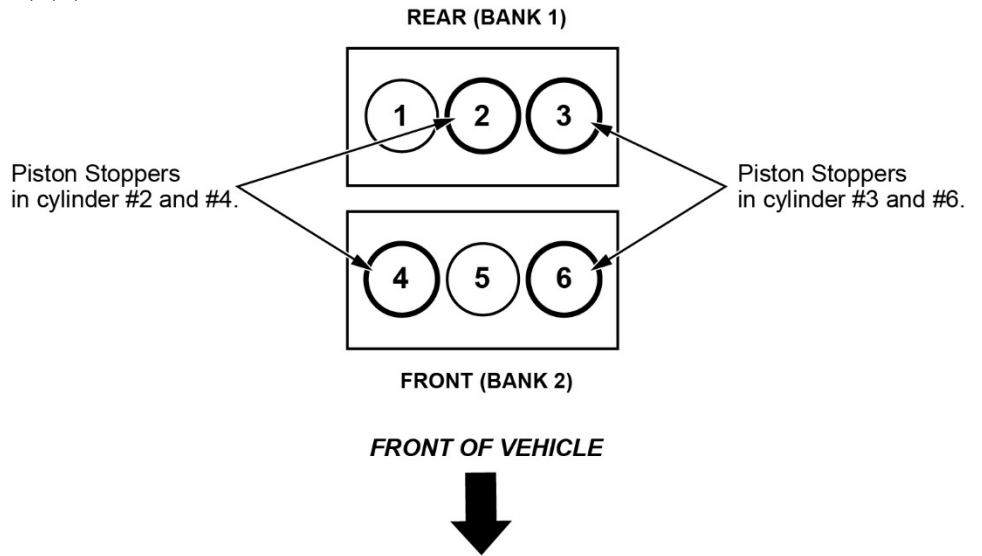 REAR (BANK 1)
1 2 3
Piston Stoppers
in cylinder #2 and #4.
Piston Stoppers
in cylinder #3 and #6.
4 5 6
FRONT (BANK 2)
FRONT OF VEHICLE